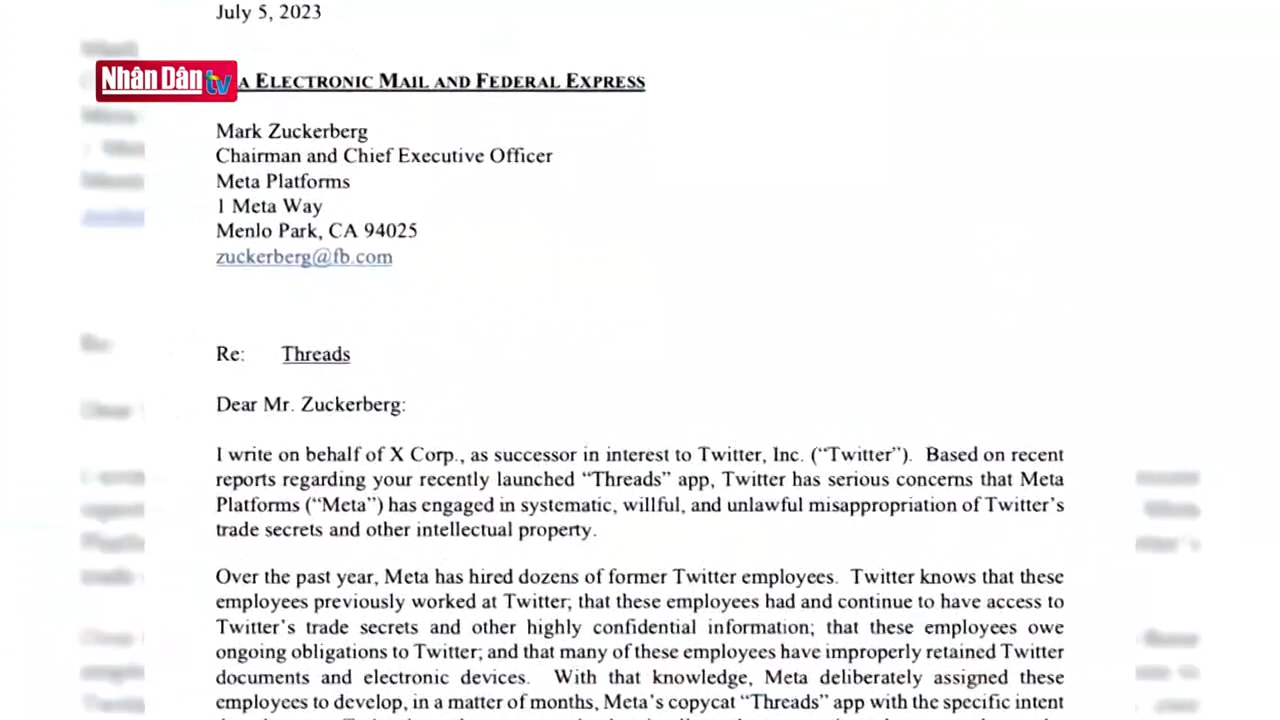 July 5, 2023
Nhân Dân tv
a ELECTRONIC MAIL AND FEDERAL EXPRESS
Mark Zuckerberg
Chairman and Chief Executive Officer
Meta Platforms
1 Meta Way
Menlo Park, CA 94025
zuckerberg@fb.com
Re: Threads
Dear Mr. Zuckerberg:
I write on behalf of X Corp., as successor in interest to Twitter, Inc. (“Twitter”). Based on recent
reports regarding your recently launched “Threads” app, Twitter has serious concerns that Meta
Platforms (“Meta”) has engaged in systematic, willful, and unlawful misappropriation of Twitter’s
trade secrets and other intellectual property.
Over the past year, Meta has hired dozens of former Twitter employees. Twitter knows that these
employees previously worked at Twitter; that these employees had and continue to have access to
Twitter’s trade secrets and other highly confidential information; that these employees owe
ongoing obligations to Twitter; and that many of these employees have improperly retained Twitter
documents and electronic devices. With that knowledge, Meta deliberately assigned these
employees to develop, in a matter of months, Meta’s copycat “Threads” app with the specific intent